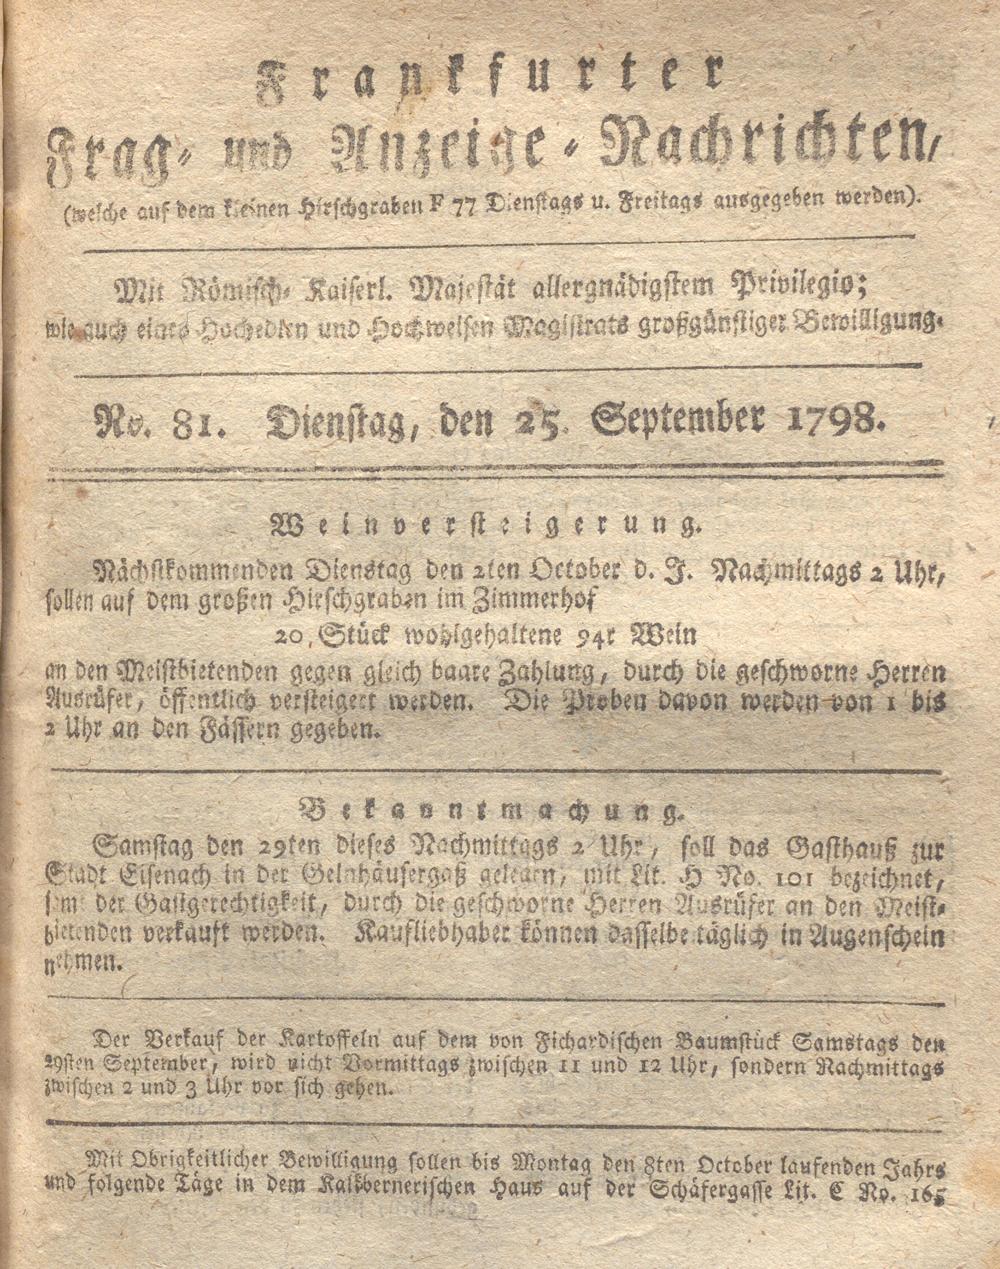 Frankfurter
Frag- und Anzeige-Nachrichten,
(welche auf dem kleinen Hirschgraben F 77 Dienstags u. Freitags ausgegeben werden).
Mit Römisch-Kaiserl. Majestät allergnädigstem Privilegio;
wie auch eines Hochedlen und Hochweisen Magistrats großgünstiger Bewilligung.
No. 81. Dienstag, den 25. September 1798.
Weinversteigerung.
Nächstkommenden Dienstag den 2ten October d. J. Nachmittags 2 Uhr,
sollen auf dem großen Hirschgraben im Zimmerhof
20 Stück wohlgehaltene 94r Wein
an den Meistbietenden gegen gleich baare Zahlung, durch die geschworne Herren
Ausrüfer, öffentlich versteigert werden. Die Proben davon werden von 1 bis
2 Uhr an den Fässern gegeben.
Bekanntmachung.
Samstag den 29ten dieses Nachmittags 2 Uhr, soll das Gasthauß zur
Stadt Eisenach in der Gelnhäusergaß gelegen, mit Lit. H No. 101 bezeichnet,
samt der Gastgerechtigkeit, durch die geschworne Herren Ausrüfer an den Meist-
bietenden verkauft werden. Kaufliebhaber können dasselbe täglich in Augenschein
nehmen.
Der Verkauf der Kartoffeln auf dem von Fichardischen Baumstück Samstags den
29sten September, wird nicht Vormittags zwischen 11 und 12 Uhr, sondern Nachmittags
zwischen 2 und 3 Uhr vor sich gehen.
Mit Obrigkeitlicher Bewilligung sollen bis Montag den 8ten October laufenden Jahrs
und folgende Täge in dem Kalkbernerischen Haus auf der Schäfergasse Lit. C No. 165